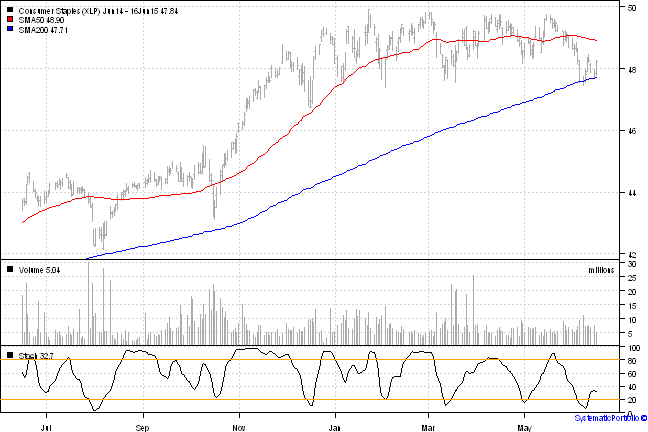 Consumer Staples (XLP) Jun14 - 16Jun15 47.84
SMA50 48.90
SMA200 47.71
50
48
46
44
42
Volume 5.04
millions
30
25
20
15
10
5
Stoch 32.7
100
80
60
40
20
0
Jul
Sep
Nov
Jan
Mar
May
SystematicPortfolio ©